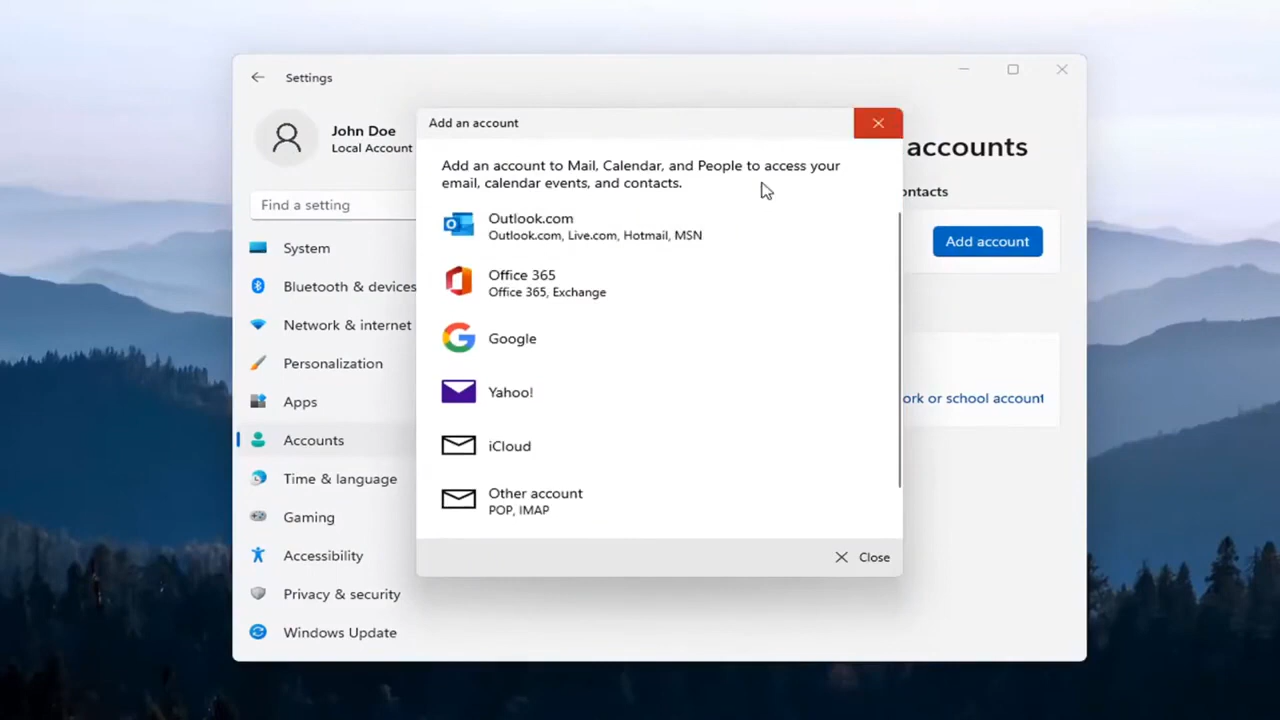 Settings
John Doe
Local Account
Find a setting
System
Bluetooth & devices
Network & internet
Personalization
Apps
Accounts
Time & language
Gaming
Accessibility
Privacy & security
Windows Update
Add an account
Add an account to Mail, Calendar, and People to access your
email, calendar events, and contacts.
Outlook.com
Outlook.com, Live.com, Hotmail, MSN
Office 365
Office 365, Exchange
Google
Yahoo!
iCloud
Other account
POP, IMAP
Close
accounts
ontacts
Add account
ork or school account